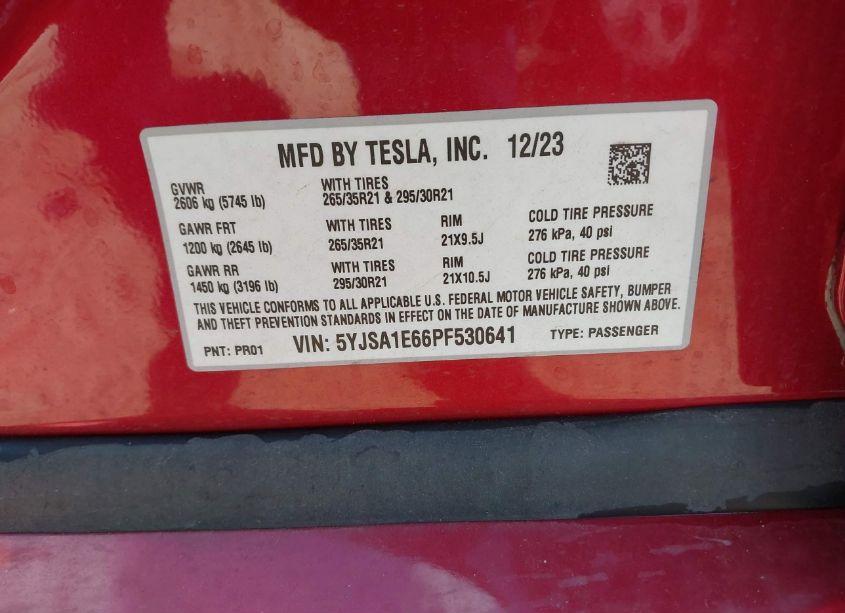 MFD BY TESLA, INC. 12/23
GVWR WITH TIRES
2606 kg (5745 lb) 265/35R21 & 295/30R21
GAWR FRT WITH TIRES RIM COLD TIRE PRESSURE
1200 kg (2645 lb) 265/35R21 21X9.5J 276 kPa, 40 psi
GAWR RR WITH TIRES RIM COLD TIRE PRESSURE
1450 kg (3196 lb) 295/30R21 21X10.5J 276 kPa, 40 psi
THIS VEHICLE CONFORMS TO ALL APPLICABLE U.S. FEDERAL MOTOR VEHICLE SAFETY, BUMPER
AND THEFT PREVENTION STANDARDS IN EFFECT ON THE DATE OF MANUFACTURE SHOWN ABOVE.
PNT: PR01 VIN: 5YJSA1E66PF530641 TYPE: PASSENGER